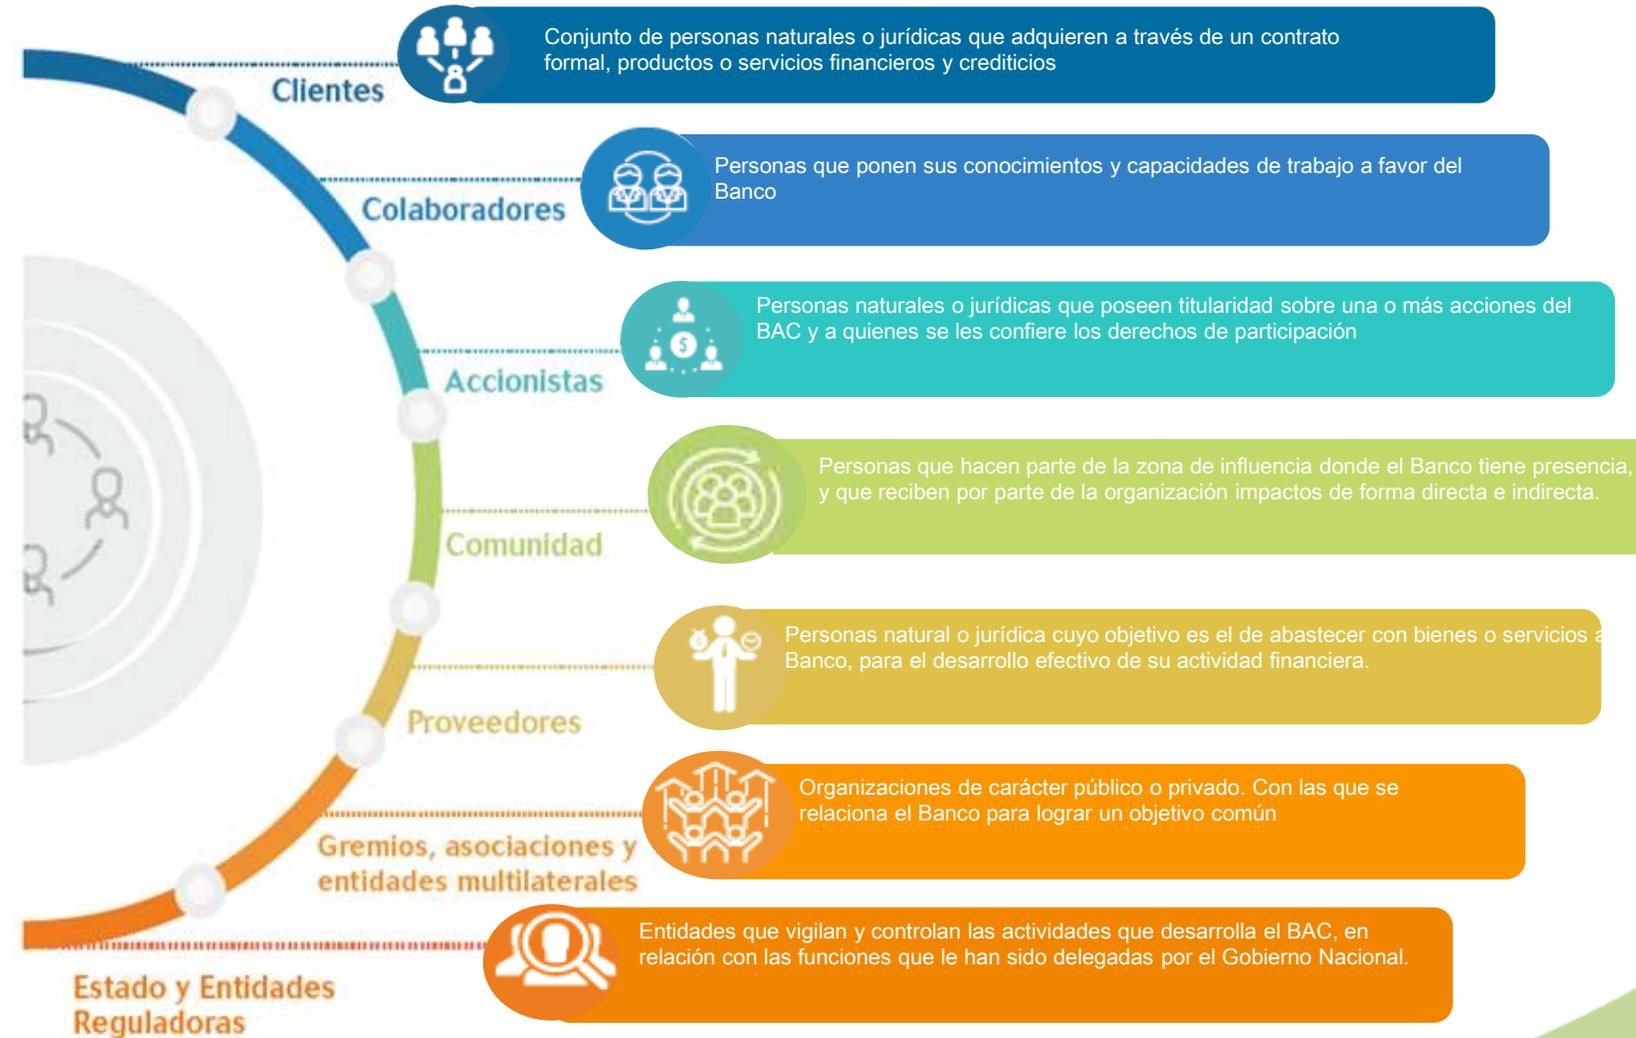 Conjunto de personas naturales o jurídicas que adquieren a través de un contrato
formal, productos o servicios financieros y crediticios
Clientes
Personas que ponen sus conocimientos y capacidades de trabajo a favor del
Banco
Colaboradores
Personas naturales o jurídicas que poseen titularidad sobre una o más acciones del
BAC y a quienes se les confiere los derechos de participación
Accionistas
Personas que hacen parte de la zona de influencia donde el Banco tiene presencia,
y que reciben por parte de la organización impactos de forma directa e indirecta.
Comunidad
Personas natural o jurídica cuyo objetivo es el de abastecer con bienes o servicios a
Banco, para el desarrollo efectivo de su actividad financiera.
Proveedores
Organizaciones de carácter público o privado. Con las que se
relaciona el Banco para lograr un objetivo común
Gremios, asociaciones y
entidades multilaterales
Entidades que vigilan y controlan las actividades que desarrolla el BAC, en
relación con las funciones que le han sido delegadas por el Gobierno Nacional.
Estado y Entidades
Reguladoras